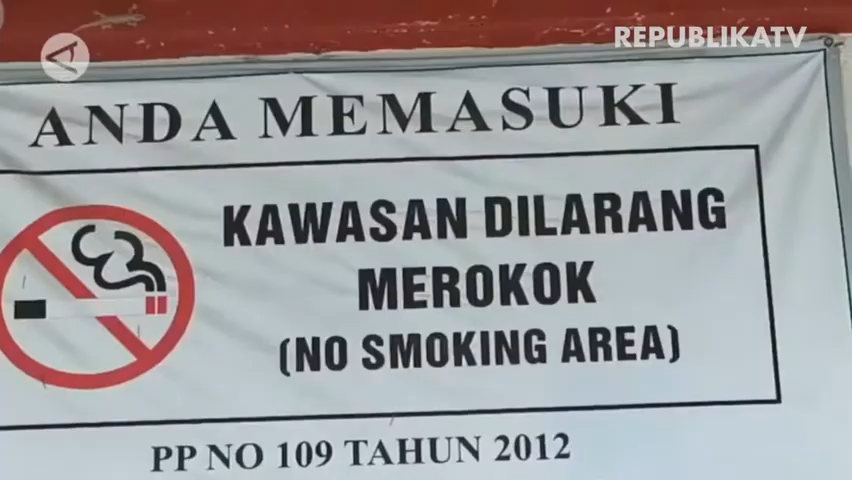 REPUBLIKATV
ANDA MEMASUKI
KAWASAN DILARANG
MEROKOK
(NO SMOKING AREA)
PP NO 109 TAHUN 2012